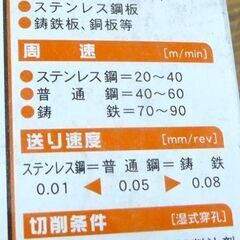 ●ステンレス鋼板
●鋳鉄板、銅板等
周速 [m/min]
●ステンレス鋼＝20〜40
●普通鋼＝40〜60
●鋳鉄＝70〜90
送り速度 [mm/rev]
ステンレス鋼＝普通鋼＝鋳鉄
0.01 ◀ 0.05 ▶ 0.08
切削条件 [湿式穿孔]